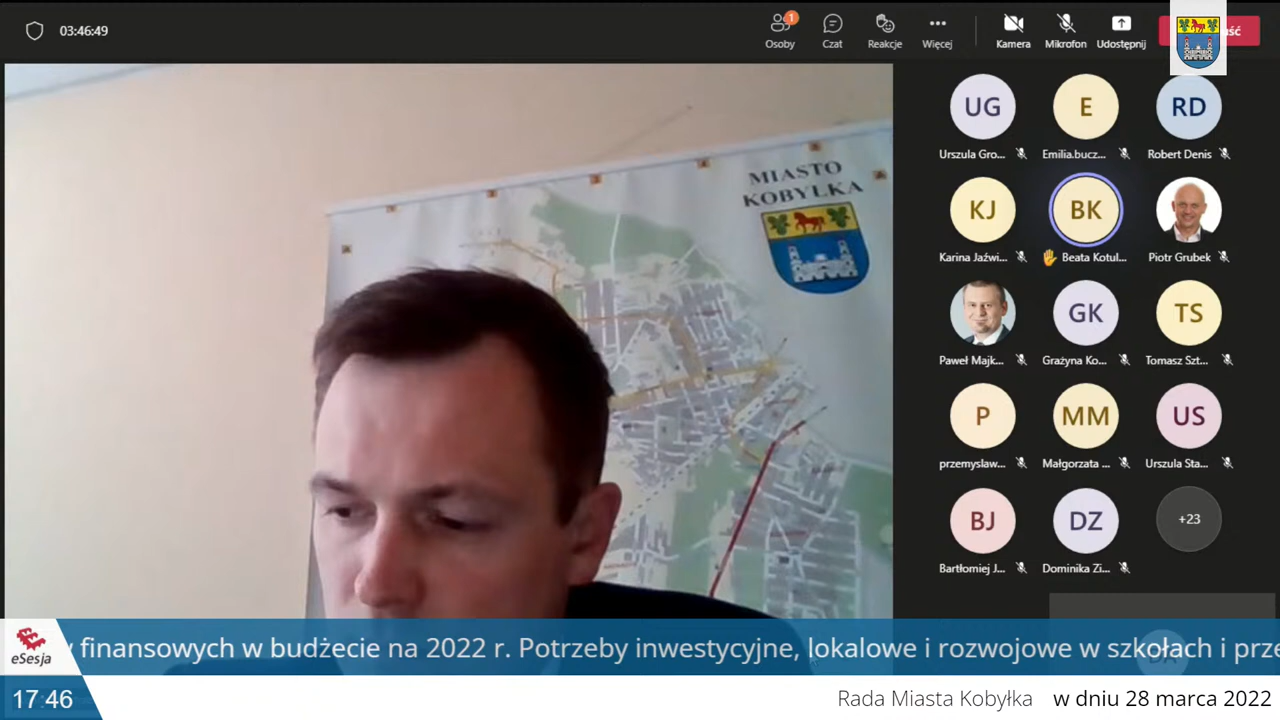 03:46:49
1
Osoby
Czat
Reakcje
Więcej
Kamera
Mikrofon
Udostępnij
ść
MIASTO
KOBYŁKA
UG
E
RD
Urszula Gro...
Emilia.bucz...
Robert Denis
KJ
BK
Karina Jaźwi...
Beata Kotul...
Piotr Grubek
GK
TS
Paweł Majk...
Grażyna Ko...
Tomasz Szt...
P
MM
US
przemyslaw...
Małgorzata ...
Urszula Sta...
BJ
DZ
+23
Bartłomiej J...
Dominika Zi...
eSesja
finansowych w budżecie na 2022 r. Potrzeby inwestycyjne, lokalowe i rozwojowe w szkołach i prze
17:46
Rada Miasta Kobyłka w dniu 28 marca 2022